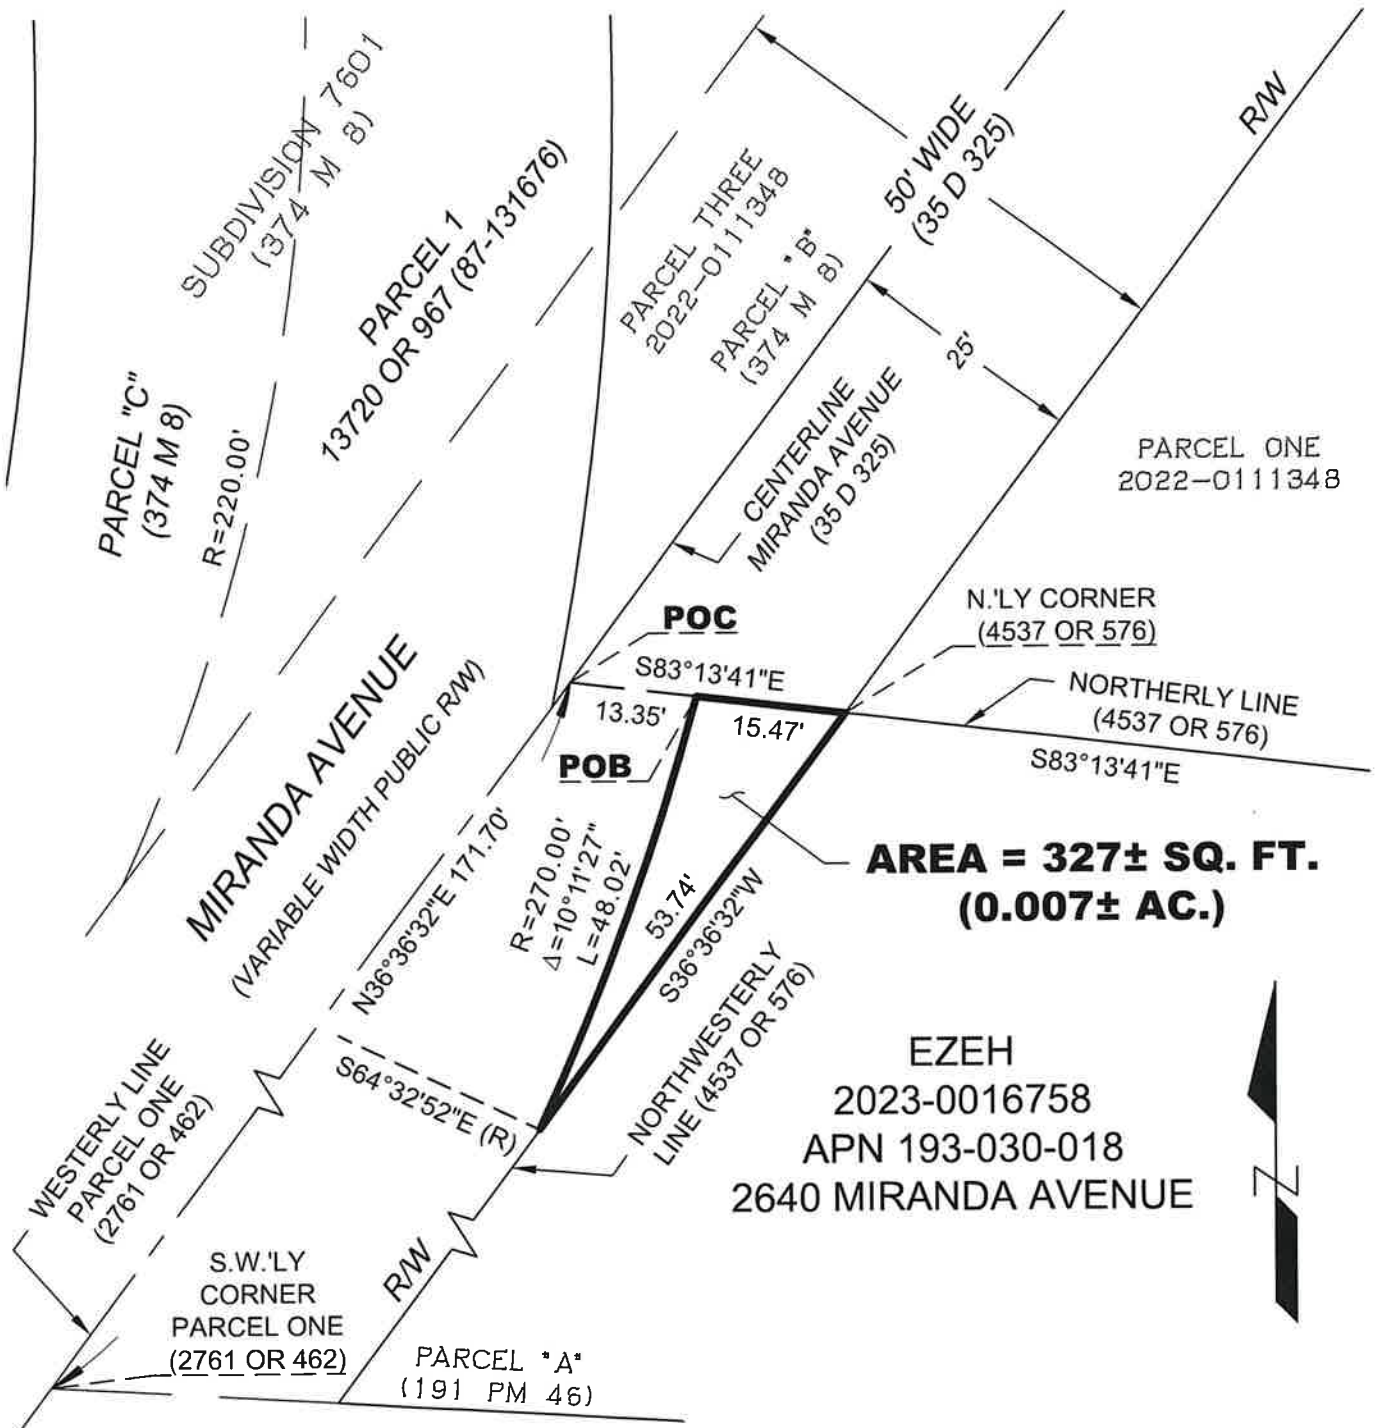 SUBDIVISION 7601
(374 M 8)
PARCEL 1
13720 OR 967 (87-131676)
PARCEL THREE
2022-0111348
PARCEL "B"
(374 M 8)
50' WIDE
(35 D 325)
R/W
25'
PARCEL "C"
(374 M 8)
R=220.00'
CENTERLINE
MIRANDA AVENUE
(35 D 325)
PARCEL ONE
2022-0111348
POC
N.'LY CORNER
(4537 OR 576)
S83°13'41"E
13.35'
15.47'
NORTHERLY LINE
(4537 OR 576)
S83°13'41"E
POB
MIRANDA AVENUE
(VARIABLE WIDTH PUBLIC R/W)
N36°36'32"E 171.70'
R=270.00'
Δ=10°11'27"
L=48.02'
53.74'
S36°36'32"W
AREA = 327± SQ. FT.
(0.007± AC.)
S64°32'52"E (R)
NORTHWESTERLY
LINE (4537 OR 576)
EZEH
2023-0016758
APN 193-030-018
2640 MIRANDA AVENUE
Z
WESTERLY LINE
PARCEL ONE
(2761 OR 462)
S.W.'LY
CORNER
PARCEL ONE
(2761 OR 462)
R/W
PARCEL "A"
(191 PM 46)